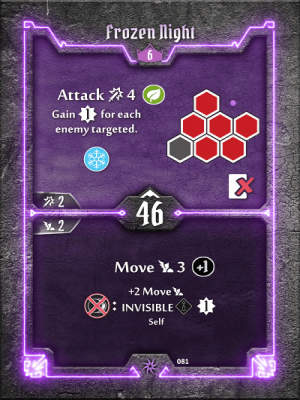 Frozen Night
6
Attack 4
Gain 1 for each
enemy targeted.
2
46
2
Move 3 +1
+2 Move
: INVISIBLE 1
Self
081